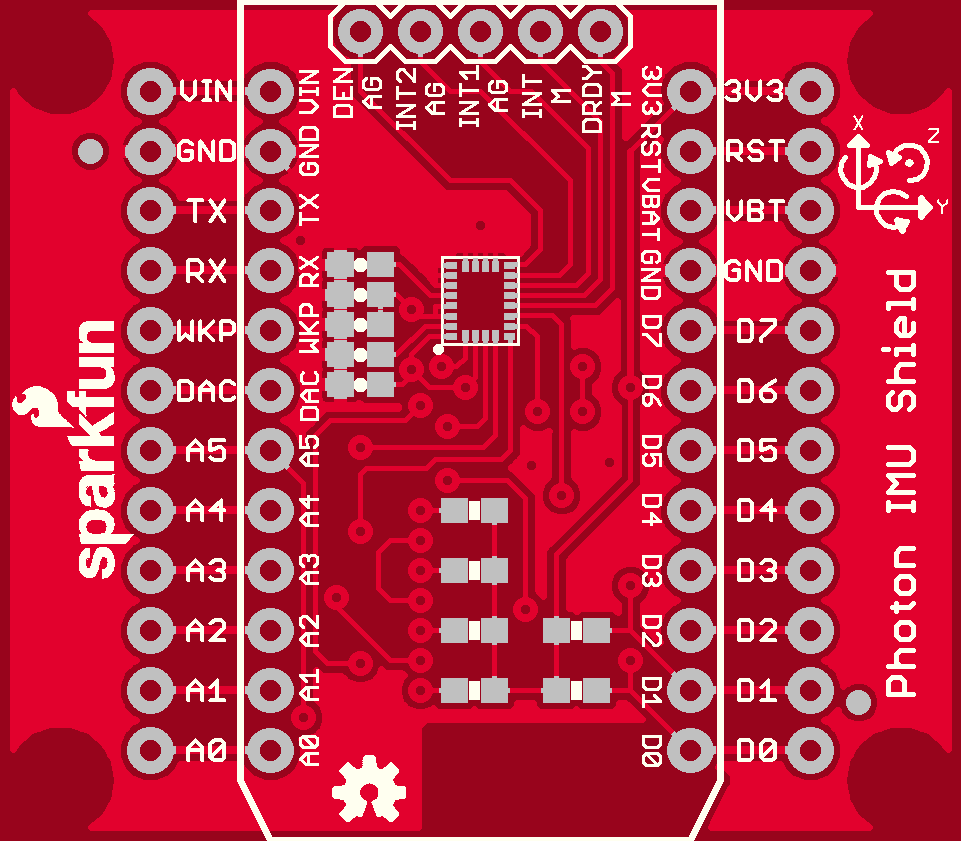 DEN AG
INT2 AG
INT1 AG
INT M
DRDY M
VIN VIN 3V3 3V3
GND GND RST RST
TX TX VBAT VBT
RX RX GND GND
WKP WKP D7 D7
DAC DAC D6 D6
A5 A5 D5 D5
A4 A4 D4 D4
A3 A3 D3 D3
A2 A2 D2 D2
A1 A1 D1 D1
A0 A0 D0 D0
X
Z
Y
sparkfun
Photon IMU Shield